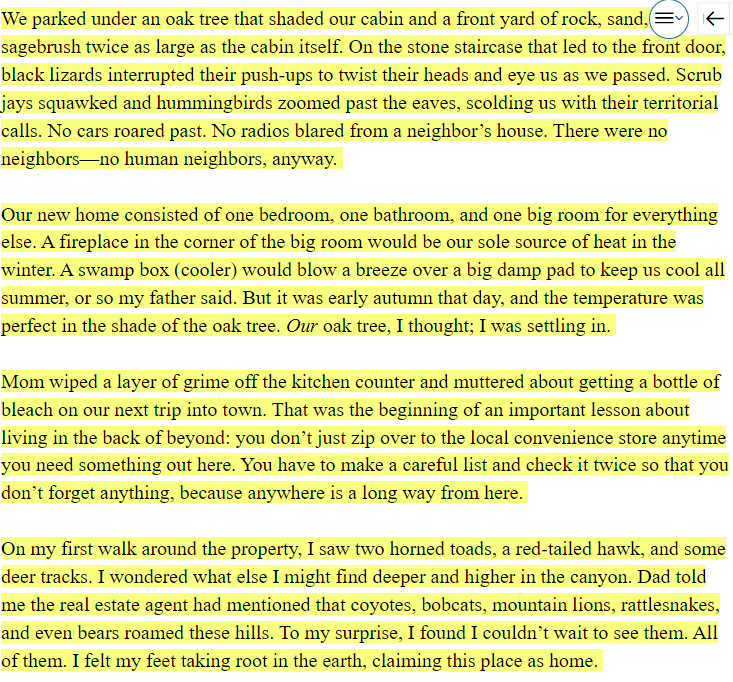 We parked under an oak tree that shaded our cabin and a front yard of rock, sand,
sagebrush twice as large as the cabin itself. On the stone staircase that led to the front door,
black lizards interrupted their push-ups to twist their heads and eye us as we passed. Scrub
jays squawked and hummingbirds zoomed past the eaves, scolding us with their territorial
calls. No cars roared past. No radios blared from a neighbor’s house. There were no
neighbors—no human neighbors, anyway.

Our new home consisted of one bedroom, one bathroom, and one big room for everything
else. A fireplace in the corner of the big room would be our sole source of heat in the
winter. A swamp box (cooler) would blow a breeze over a big damp pad to keep us cool all
summer, or so my father said. But it was early autumn that day, and the temperature was
perfect in the shade of the oak tree. Our oak tree, I thought; I was settling in.

Mom wiped a layer of grime off the kitchen counter and muttered about getting a bottle of
bleach on our next trip into town. That was the beginning of an important lesson about
living in the back of beyond: you don’t just zip over to the local convenience store anytime
you need something out here. You have to make a careful list and check it twice so that you
don’t forget anything, because anywhere is a long way from here.

On my first walk around the property, I saw two horned toads, a red-tailed hawk, and some
deer tracks. I wondered what else I might find deeper and higher in the canyon. Dad told
me the real estate agent had mentioned that coyotes, bobcats, mountain lions, rattlesnakes,
and even bears roamed these hills. To my surprise, I found I couldn’t wait to see them. All
of them. I felt my feet taking root in the earth, claiming this place as home.